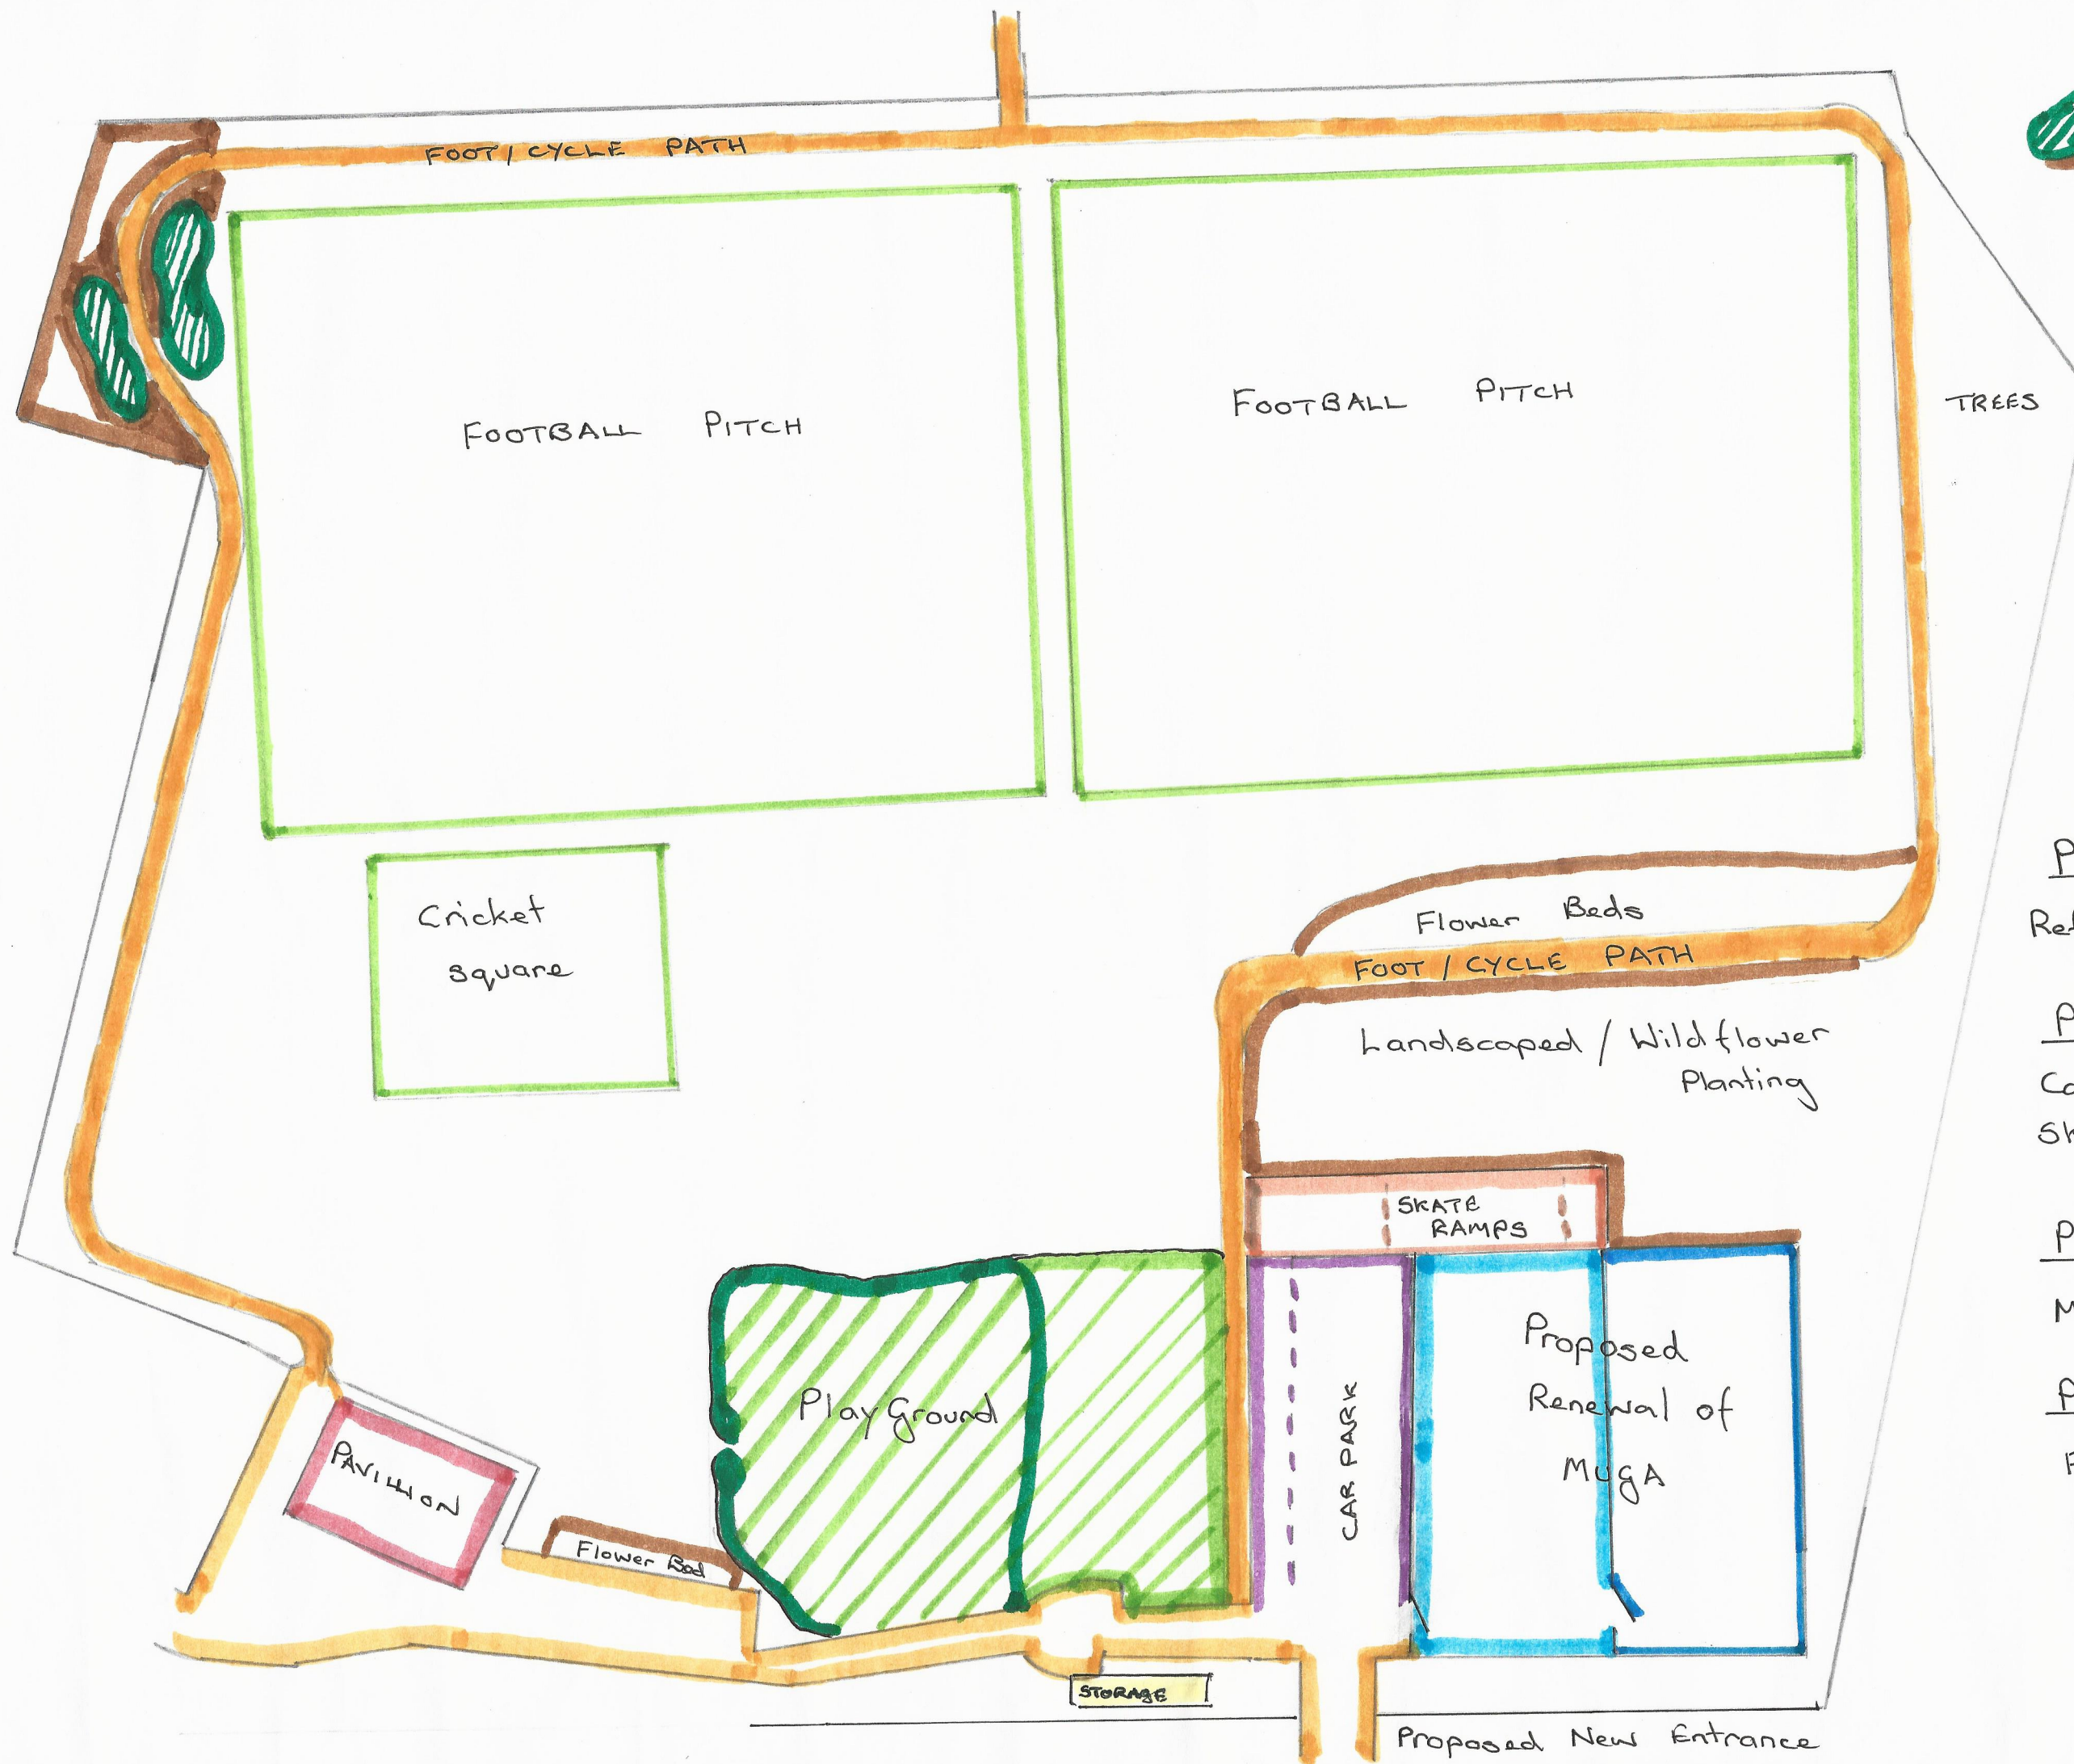 FOOT / CYCLE PATH
FOOTBALL PITCH
FOOTBALL PITCH
TREES
Cricket
square
Flower Beds
FOOT / CYCLE PATH
Landscaped / Wildflower
Planting
SKATE
RAMPS
Play Ground
CAR PARK
Proposed
Renewal of
MUGA
PAVILLION
Flower Bed
STORAGE
Proposed New Entrance